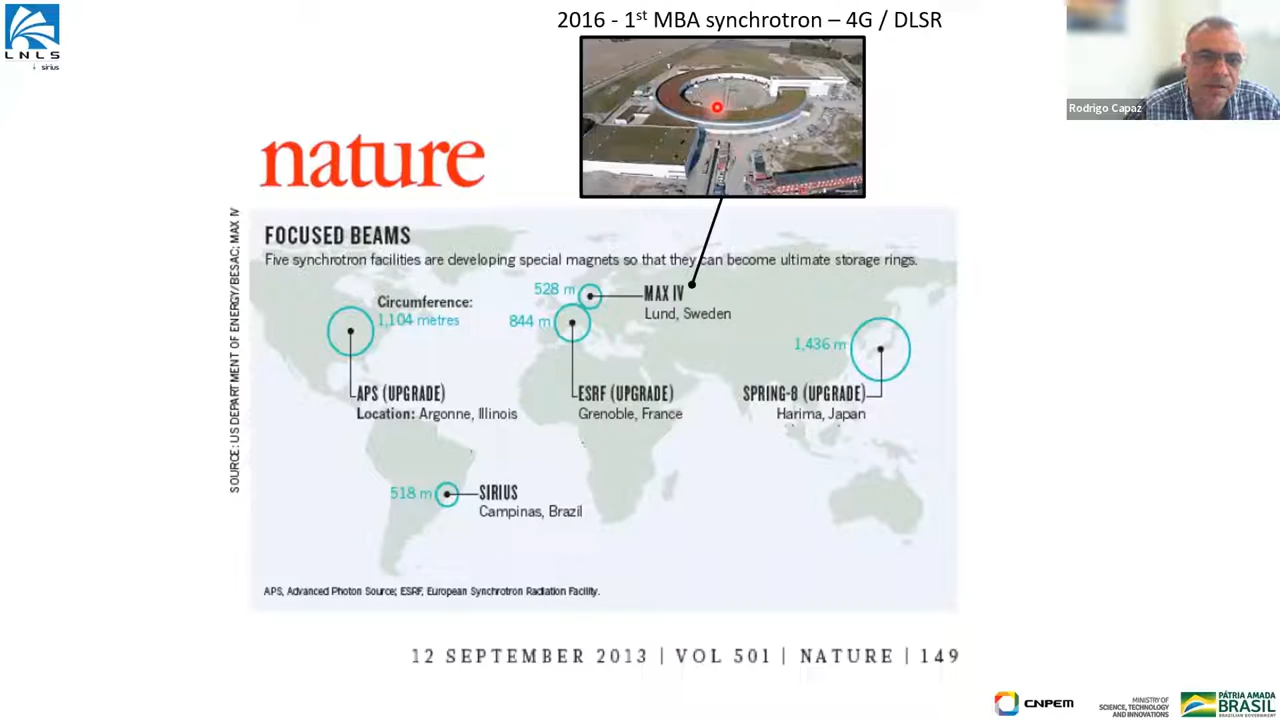 2016 - 1st MBA synchrotron – 4G / DLSR
LNLS
sirius
Rodrigo Capaz
nature
SOURCE: US DEPARTMENT OF ENERGY/BESAC; MAX IV
FOCUSED BEAMS
Five synchrotron facilities are developing special magnets so that they can become ultimate storage rings.
Circumference:
1,104 metres
528 m
MAX IV
Lund, Sweden
844 m
1,436 m
APS (UPGRADE)
Location: Argonne, Illinois
ESRF (UPGRADE)
Grenoble, France
SPRING-8 (UPGRADE)
Harima, Japan
518 m
SIRIUS
Campinas, Brazil
APS, Advanced Photon Source; ESRF, European Synchrotron Radiation Facility.
12 SEPTEMBER 2013 | VOL 501 | NATURE | 149
CNPEM
MINISTRY OF
SCIENCE, TECHNOLOGY
AND INNOVATIONS
PÁTRIA AMADA
BRASIL
BRAZILIAN GOVERNMENT